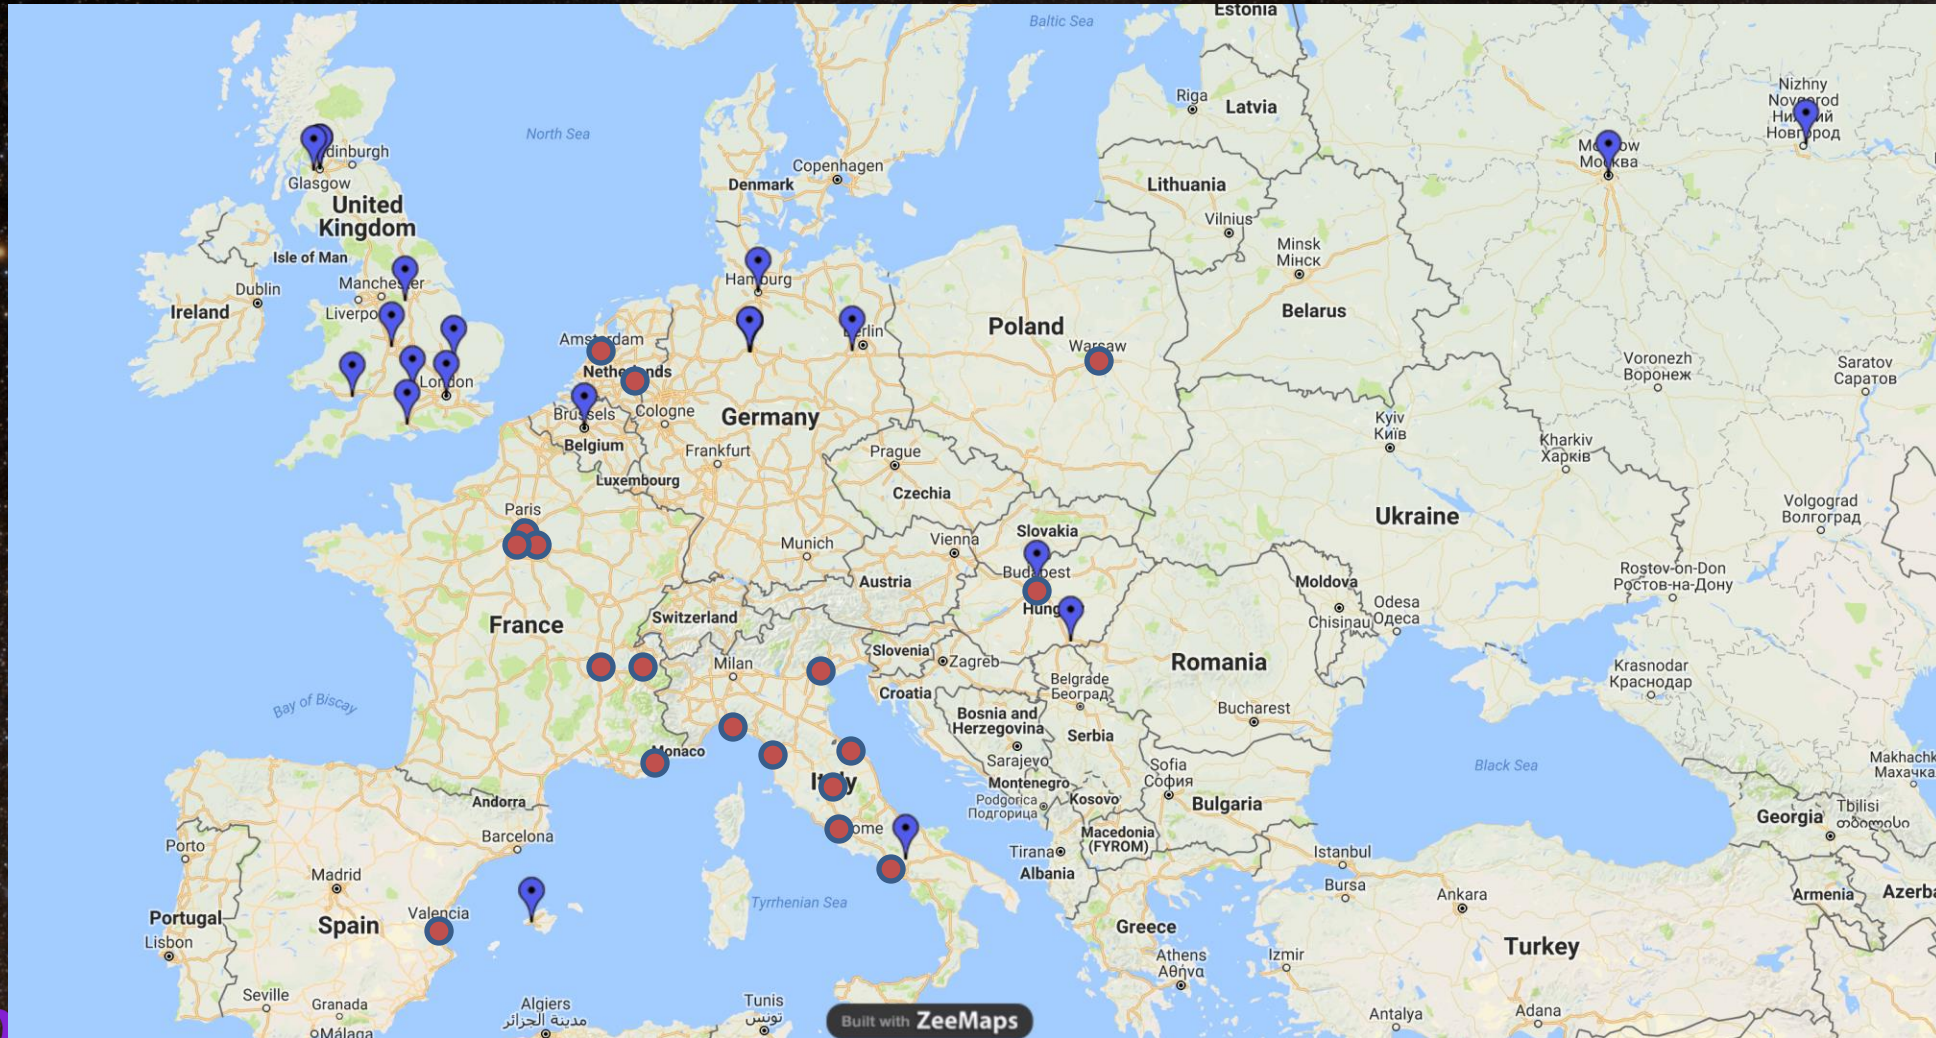 Estonia
Baltic Sea
Riga
Latvia
Nizhny
Novgorod
Нижний
Новгород
North Sea
Edinburgh
Glasgow
Copenhagen
Denmark
Moscow
Москва
Lithuania
Vilnius
United
Kingdom
Isle of Man
Minsk
Мінск
Hamburg
Manchester
Dublin
Ireland
Liverpool
Belarus
Poland
Berlin
Amsterdam
Warsaw
Netherlands
Voronezh
Воронеж
Saratov
Саратов
London
Brussels
Cologne
Germany
Belgium
Kyiv
Київ
Kharkiv
Харків
Frankfurt
Prague
Luxembourg
Czechia
Volgograd
Волгоград
Paris
Ukraine
Slovakia
Munich
Vienna
Budapest
Austria
Hungary
Moldova
Rostov-on-Don
Ростов-на-Дону
Chisinau
Odesa
Одеса
France
Switzerland
Slovenia
Zagreb
Milan
Romania
Krasnodar
Краснодар
Croatia
Belgrade
Београд
Bay of Biscay
Bucharest
Bosnia and
Herzegovina
Serbia
Monaco
Sarajevo
Sofia
София
Black Sea
Makhachk
Махачка
Italy
Montenegro
Podgorica
Подгорица
Kosovo
Bulgaria
Andorra
Georgia
Tbilisi
თბილისი
Rome
Barcelona
Macedonia
(FYROM)
Porto
Tirana
Albania
Istanbul
Madrid
Bursa
Ankara
Armenia
Azerba
Tyrrhenian Sea
Portugal
Spain
Valencia
Greece
Lisbon
Turkey
Athens
Αθήνα
Izmir
Seville
Granada
Algiers
مدينة الجزائر
Tunis
تونس
Antalya
Adana
Málaga
Built with ZeeMaps